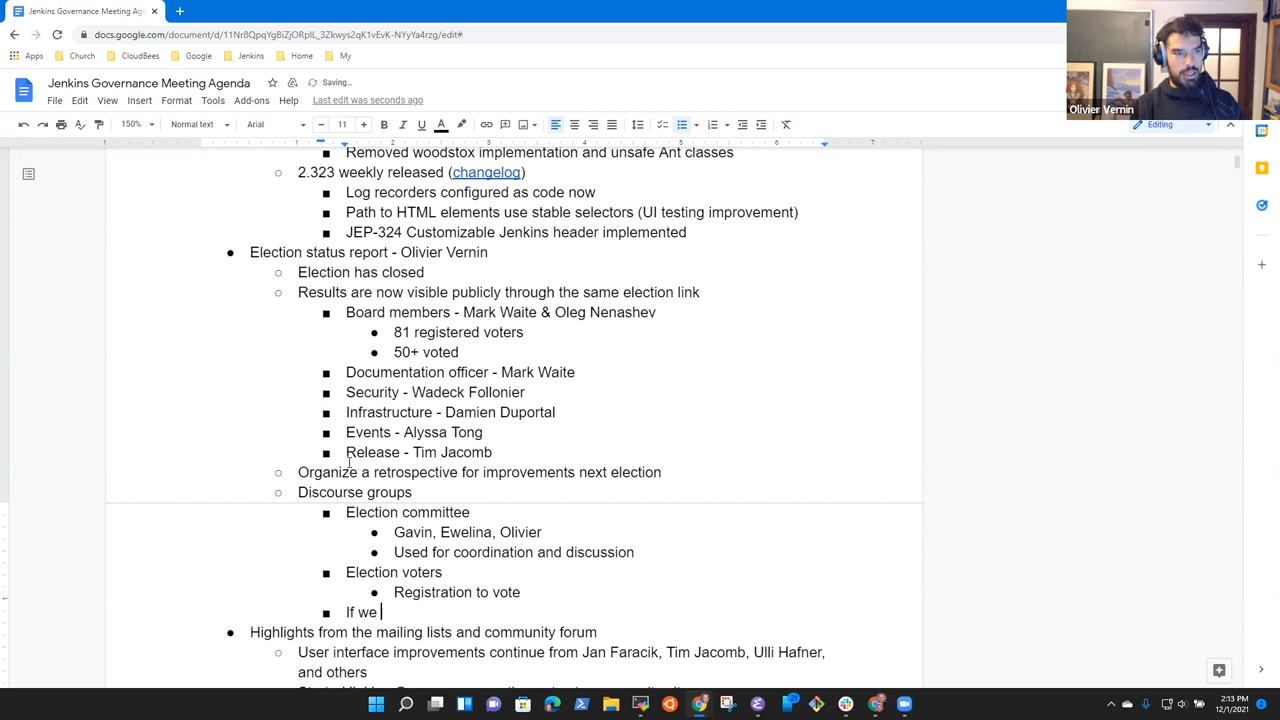 Jenkins Governance Meeting Ag
docs.google.com/document/d/11Nr8QpqYgBiZjORpIL_3Zkwys2qK1vEvK-NYyYa4rzg/edit#
Apps Church CloudBees Google Jenkins Home My
Jenkins Governance Meeting Agenda Saving...
File Edit View Insert Format Tools Add-ons Help Last edit was seconds ago
150% Normal text Arial 11 Editing
Olivier Vernin
Removed woodstox implementation and unsafe Ant classes
2.323 weekly released (changelog)
Log recorders configured as code now
Path to HTML elements use stable selectors (UI testing improvement)
JEP-324 Customizable Jenkins header implemented
Election status report - Olivier Vernin
Election has closed
Results are now visible publicly through the same election link
Board members - Mark Waite & Oleg Nenashev
81 registered voters
50+ voted
Documentation officer - Mark Waite
Security - Wadeck Follonier
Infrastructure - Damien Duportal
Events - Alyssa Tong
Release - Tim Jacomb
Organize a retrospective for improvements next election
Discourse groups
Election committee
Gavin, Ewelina, Olivier
Used for coordination and discussion
Election voters
Registration to vote
If we
Highlights from the mailing lists and community forum
User interface improvements continue from Jan Faracik, Tim Jacomb, Ulli Hafner,
and others
2:13 PM
12/1/2021